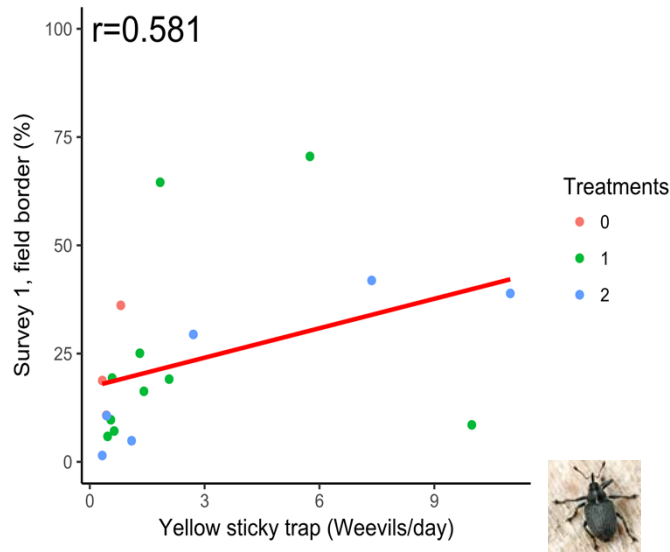 r=0.581
100
75
50
25
0
Survey 1, field border (%)
0 3 6 9
Yellow sticky trap (Weevils/day)
Treatments
0
1
2